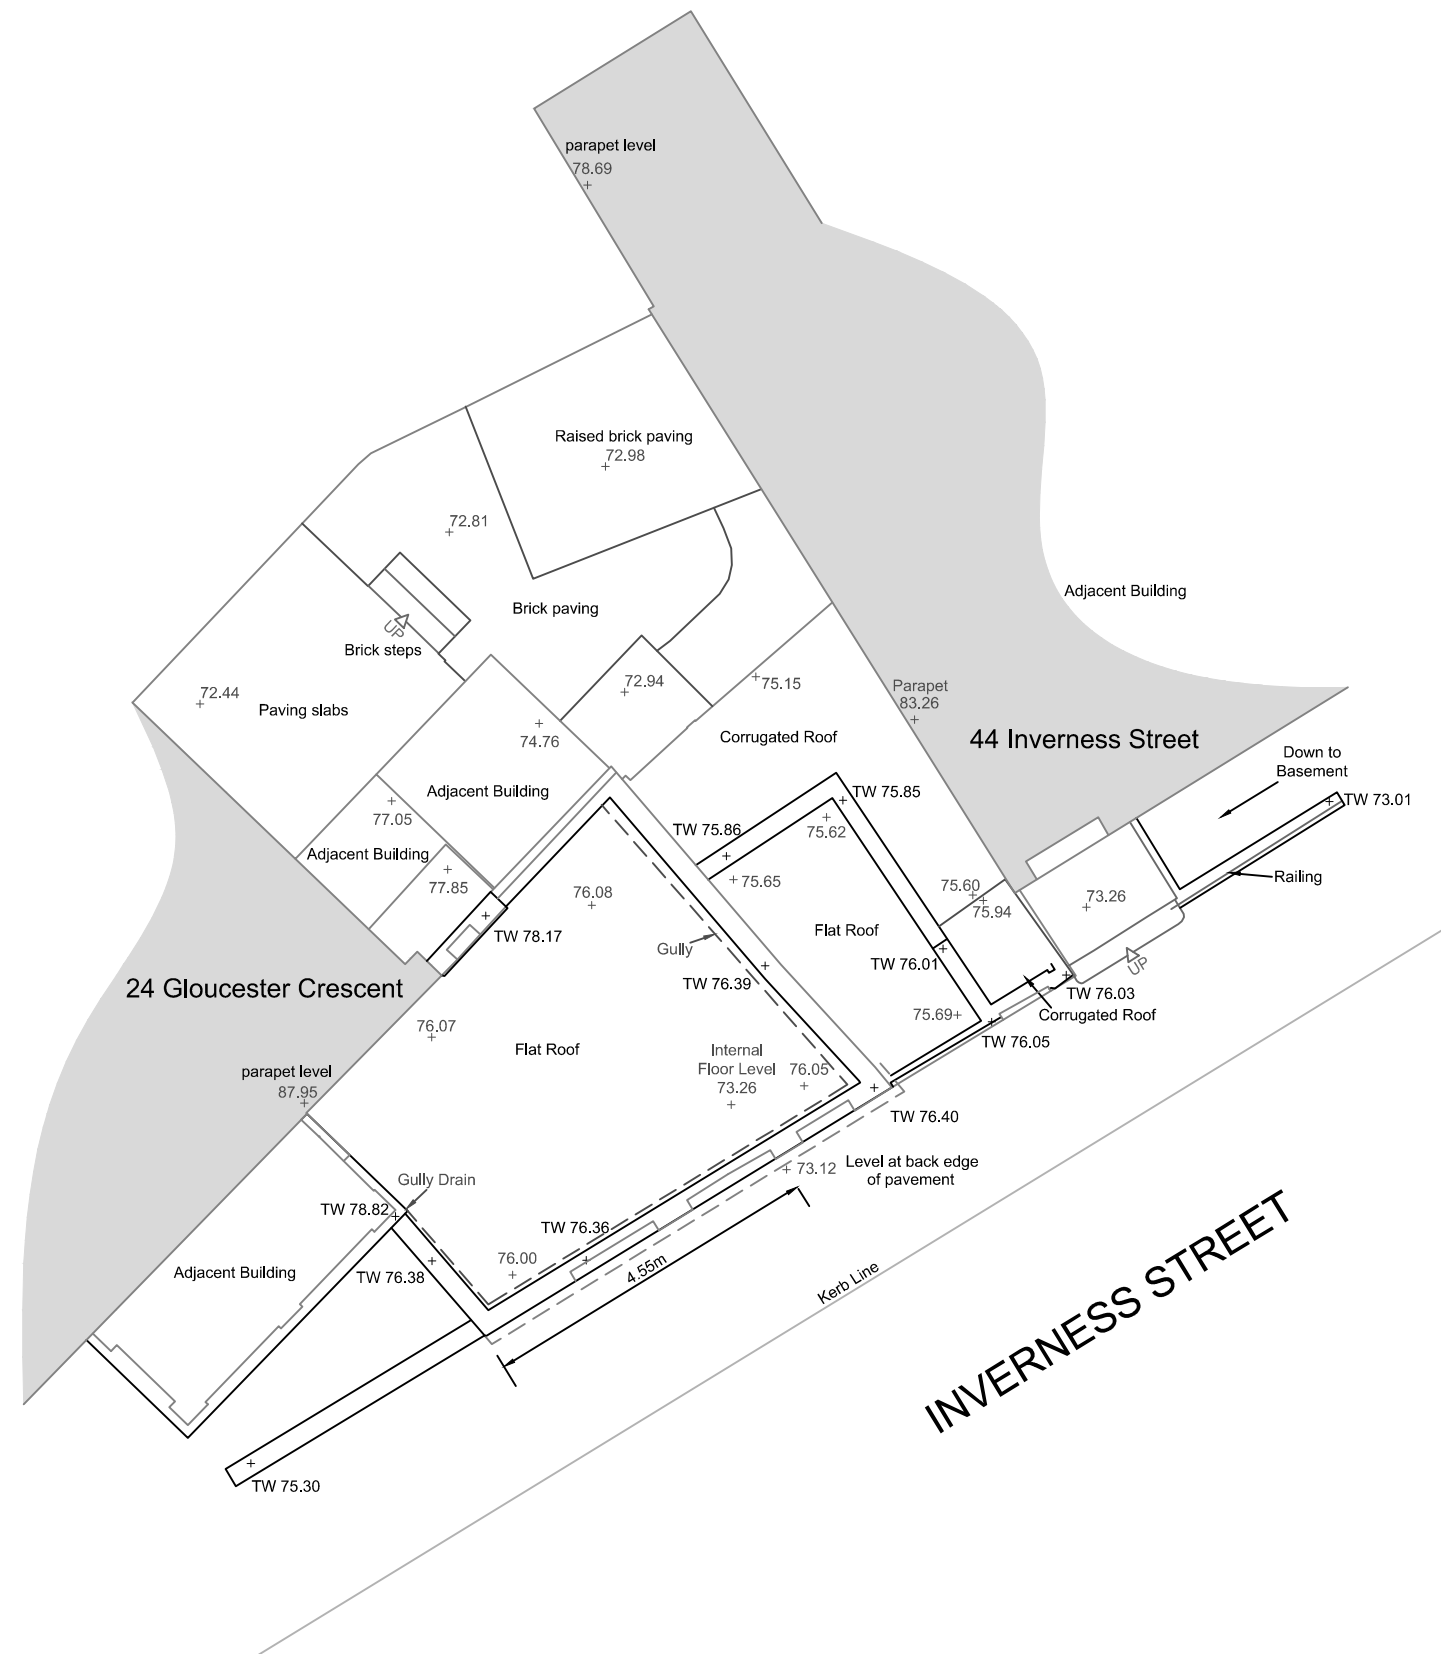 parapet level
78.69
Raised brick paving
72.98
72.81
Brick paving
Adjacent Building
UP
Brick steps
72.44
Paving slabs
72.94
75.15
Parapet
83.26
74.76
Corrugated Roof
44 Inverness Street
Down to
Basement
TW 73.01
Adjacent Building
77.05
TW 75.85
75.62
TW 75.86
Adjacent Building
77.85
75.65
76.08
75.60
75.94
73.26
Railing
TW 78.17
Gully
Flat Roof
TW 76.01
UP
24 Gloucester Crescent
TW 76.39
TW 76.03
Corrugated Roof
75.69
76.07
Flat Roof
TW 76.05
Internal
Floor Level
73.26
76.05
parapet level
87.95
TW 76.40
Level at back edge
of pavement
73.12
Gully Drain
TW 78.82
TW 76.36
76.00
4.55m
Adjacent Building
TW 76.38
Kerb Line
INVERNESS STREET
TW 75.30